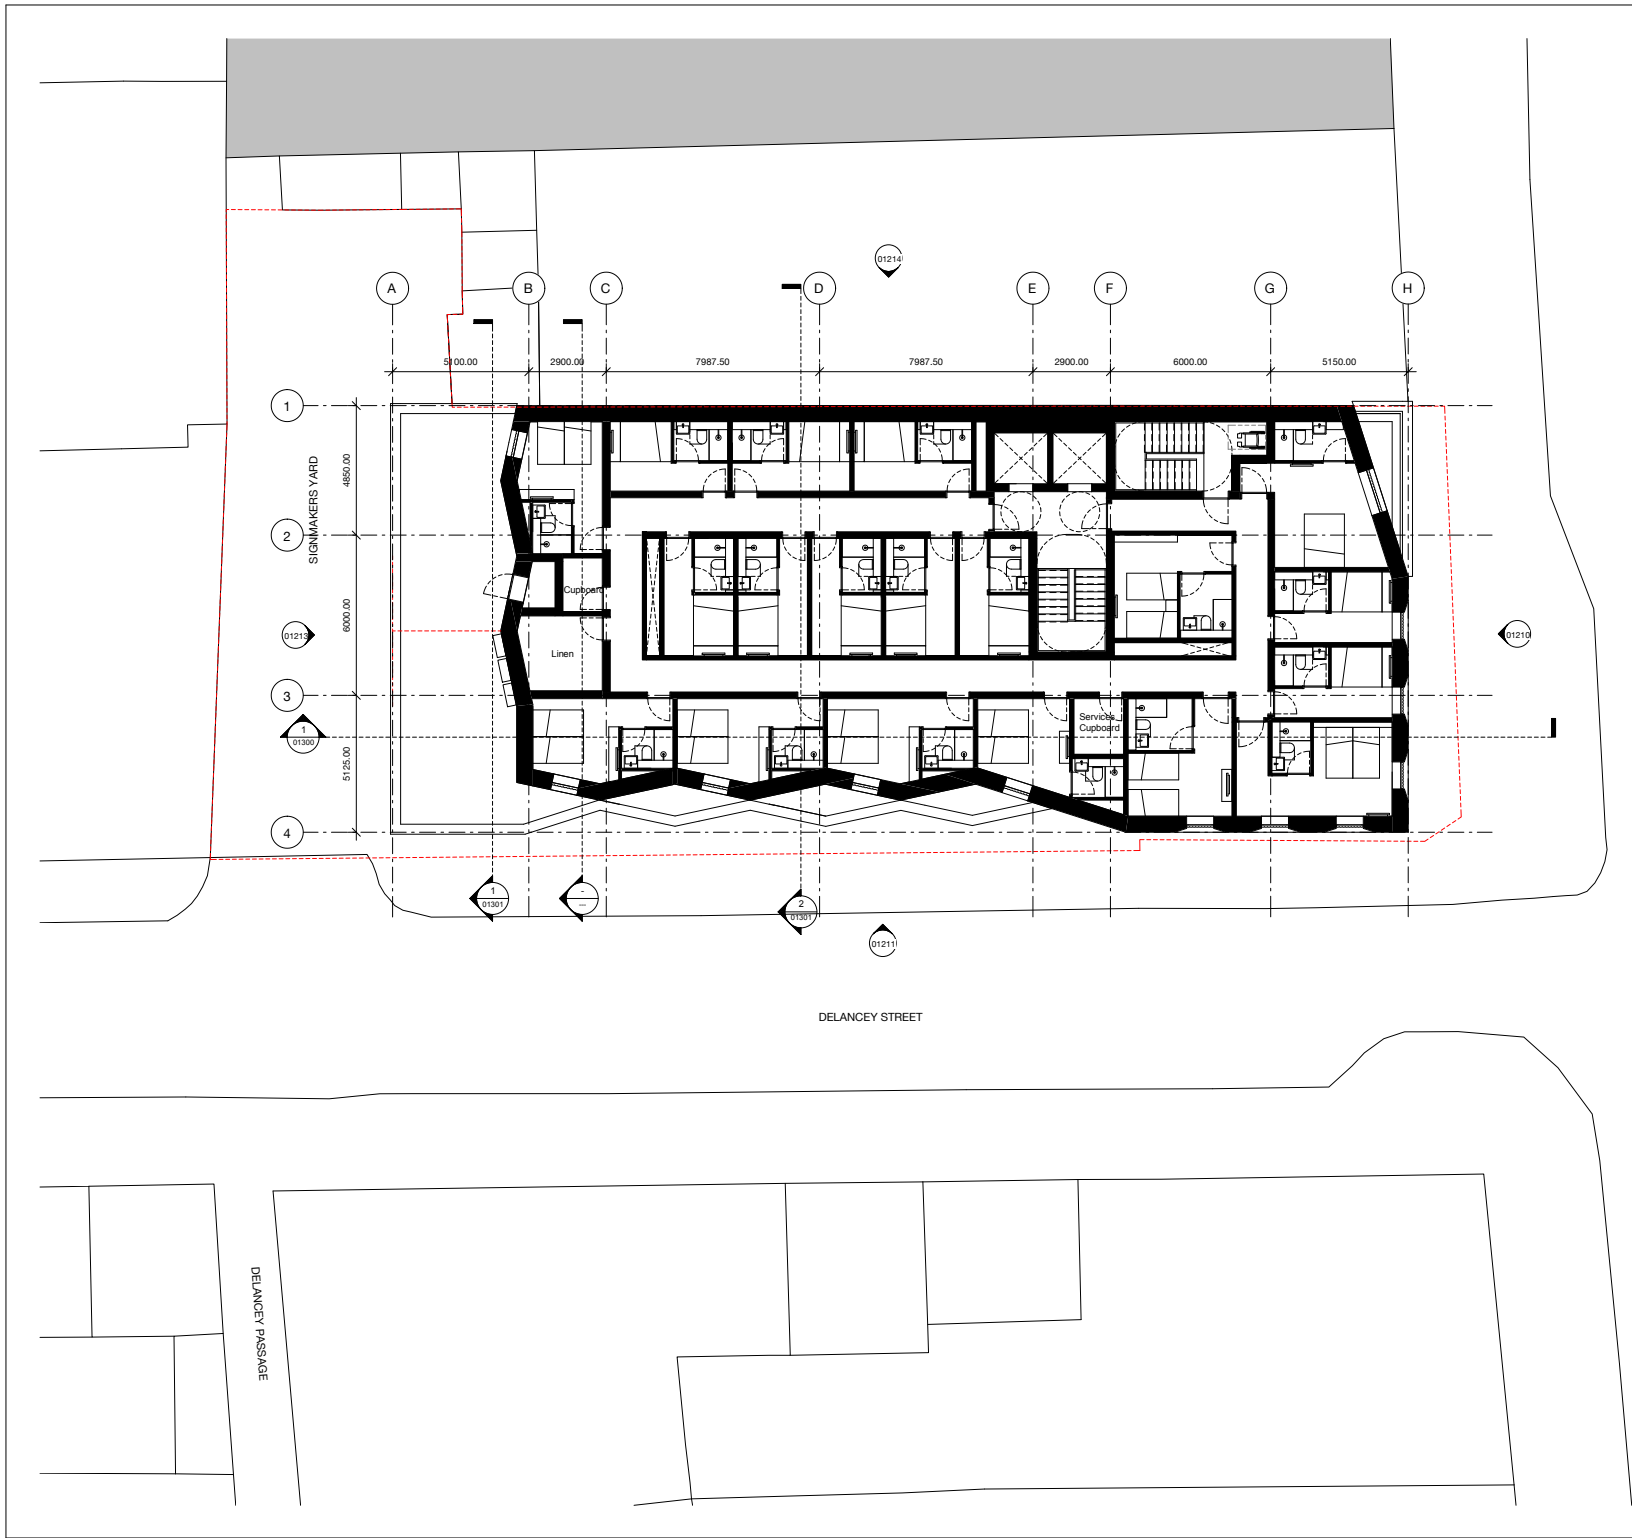 01214
A
B
C
D
E
F
G
H
5100.00
2900.00
7987.50
7987.50
2900.00
6000.00
5150.00
1
2
3
4
4850.00
6000.00
5125.00
SIGNMAKERS YARD
Cupboard
Linen
Services
Cupboard
01213
01210
1
01300
1
01301
-
---
2
01301
01211
DELANCEY STREET
DELANCEY PASSAGE